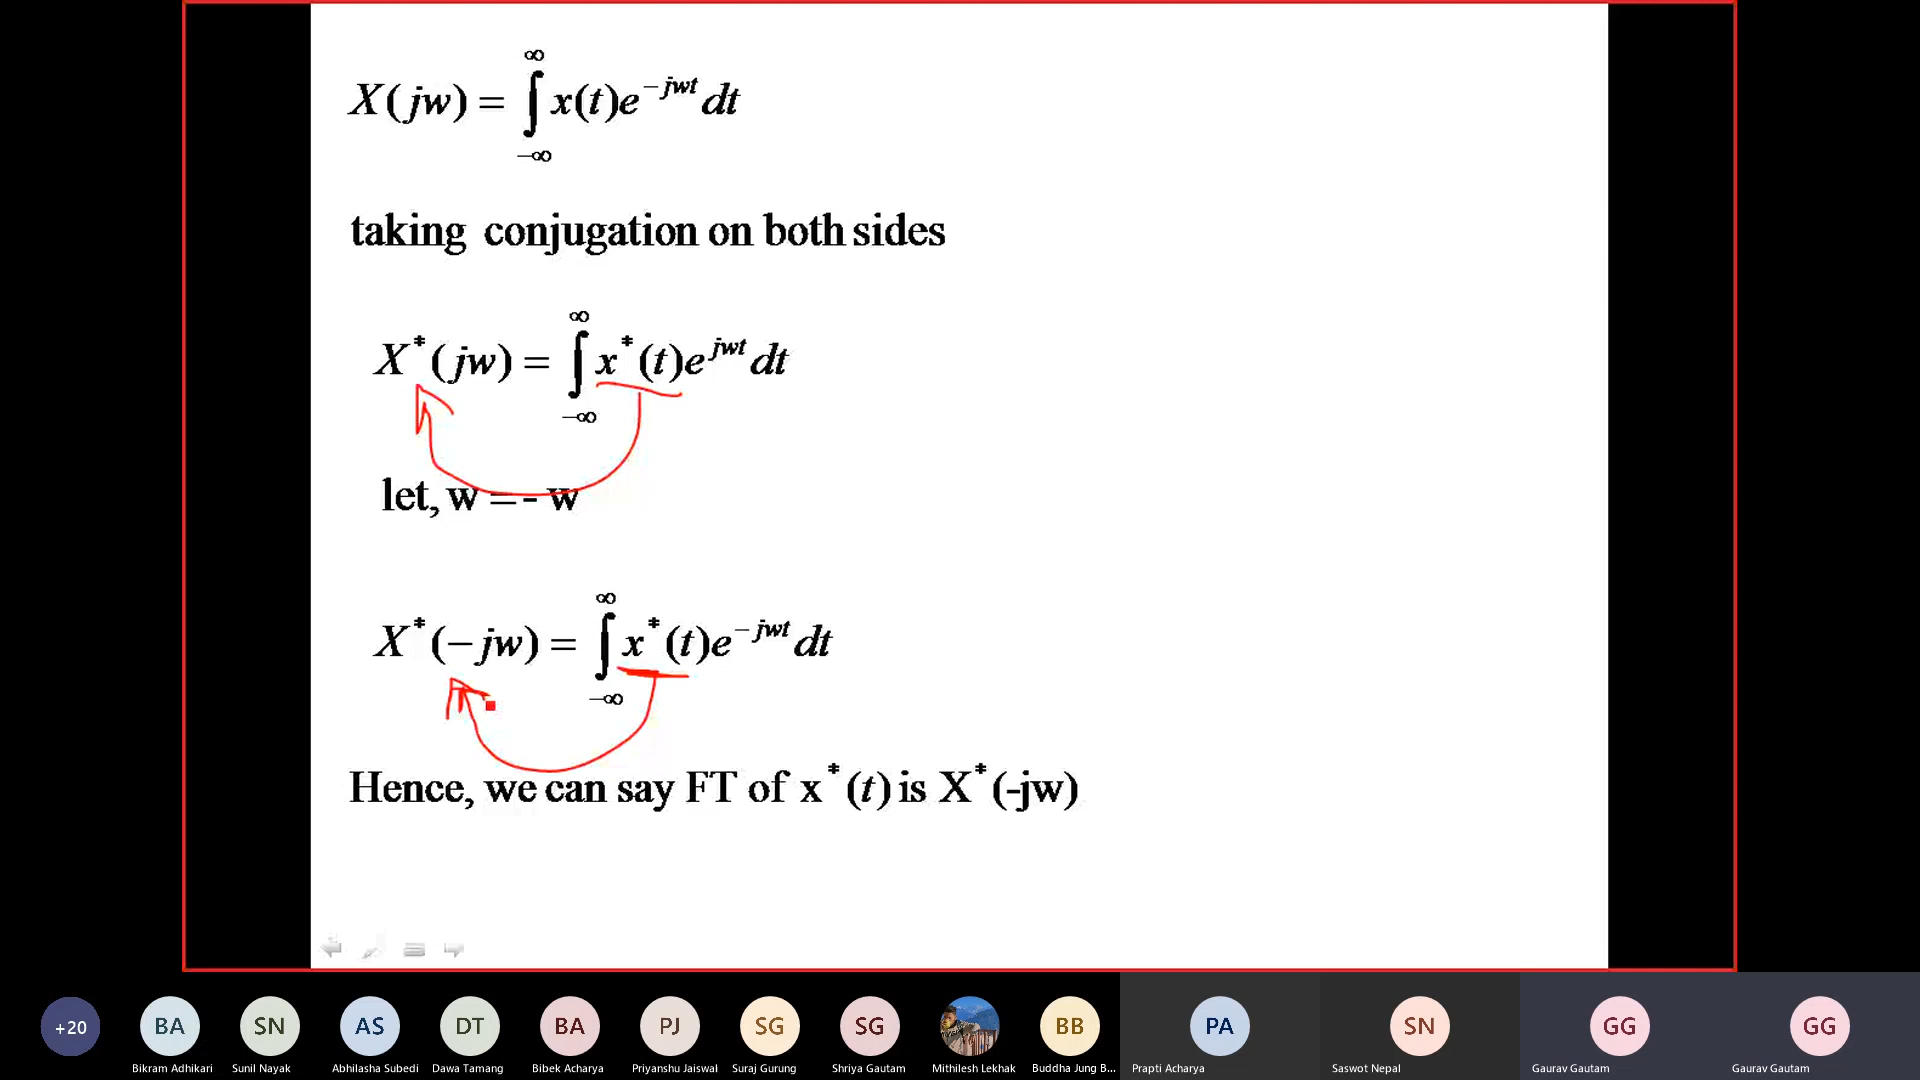 X(jw) = ∫_{-∞}^{∞} x(t)e^{-jwt} dt
taking conjugation on both sides
X*(jw) = ∫_{-∞}^{∞} x*(t)e^{jwt} dt
let, w = - w
X*(-jw) = ∫_{-∞}^{∞} x*(t)e^{-jwt} dt
Hence, we can say FT of x*(t) is X*(-jw)
+20 BA SN AS DT BA PJ SG SG BB PA SN GG GG
Bikram Adhikari Sunil Nayak Abhilasha Subedi Dawa Tamang Bibek Acharya Priyanshu Jaiswal Suraj Gurung Shriya Gautam Mithilesh Lekhak Buddha Jung B... Prapti Acharya Saswot Nepal Gaurav Gautam Gaurav Gautam